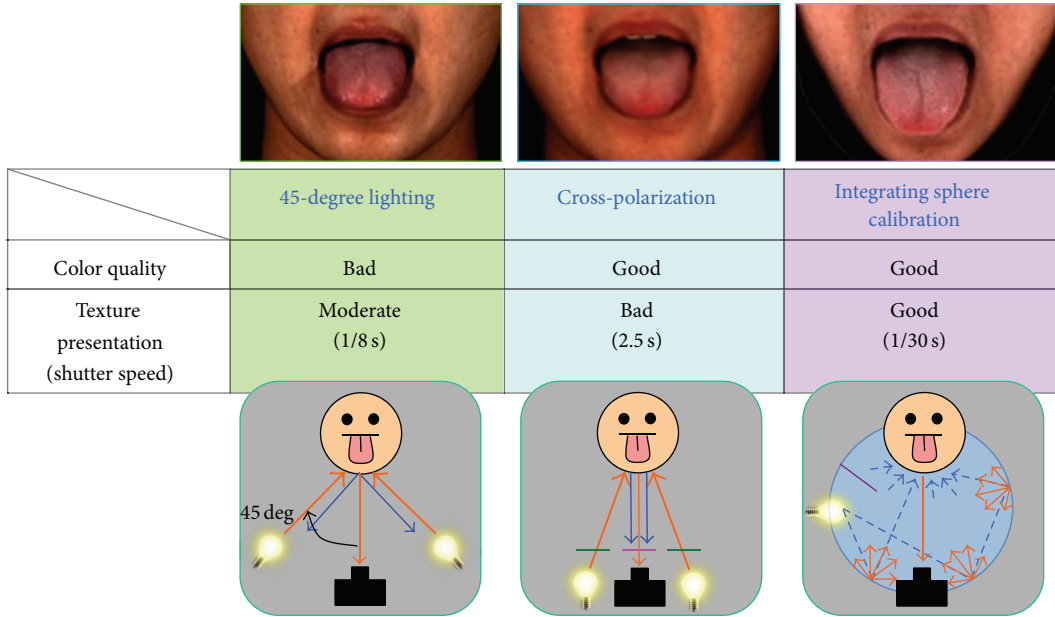 45-degree lighting
Cross-polarization
Integrating sphere
calibration
Color quality
Bad
Good
Good
Texture
presentation
(shutter speed)
Moderate
(1/8 s)
Bad
(2.5 s)
Good
(1/30 s)
45 deg